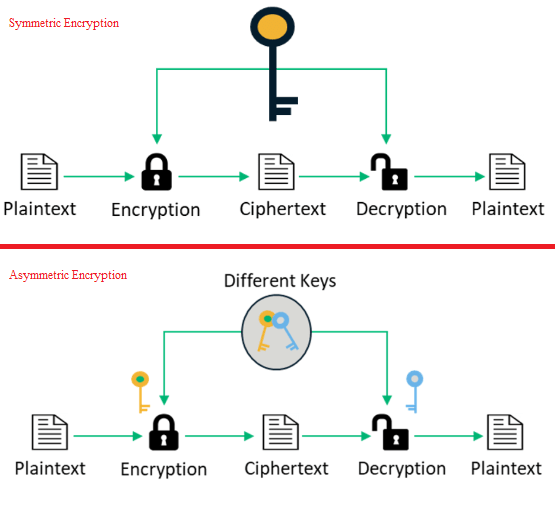 Symmetric Encryption
Plaintext Encryption Ciphertext Decryption Plaintext
Asymmetric Encryption
Different Keys
Plaintext Encryption Ciphertext Decryption Plaintext